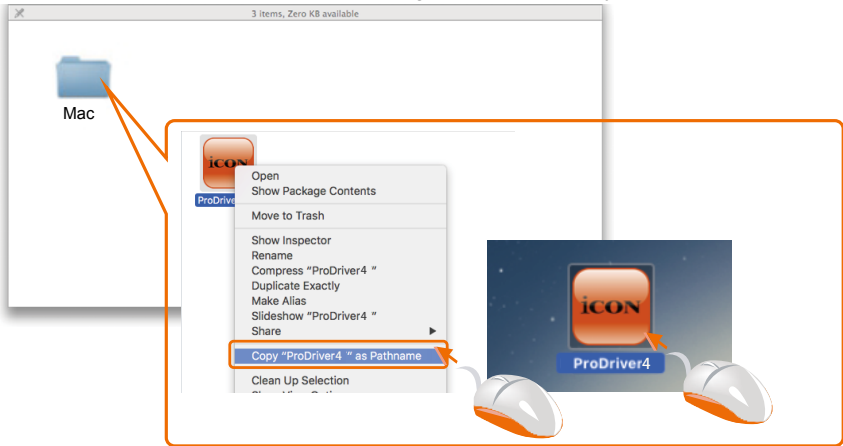 3 items, Zero KB available
Mac
iCON
ProDrive
Open
Show Package Contents
Move to Trash
Show Inspector
Rename
Compress “ProDriver4 ”
Duplicate Exactly
Make Alias
Slideshow “ProDriver4 ”
Share
Copy “ProDriver4 ” as Pathname
Clean Up Selection
iCON
ProDriver4